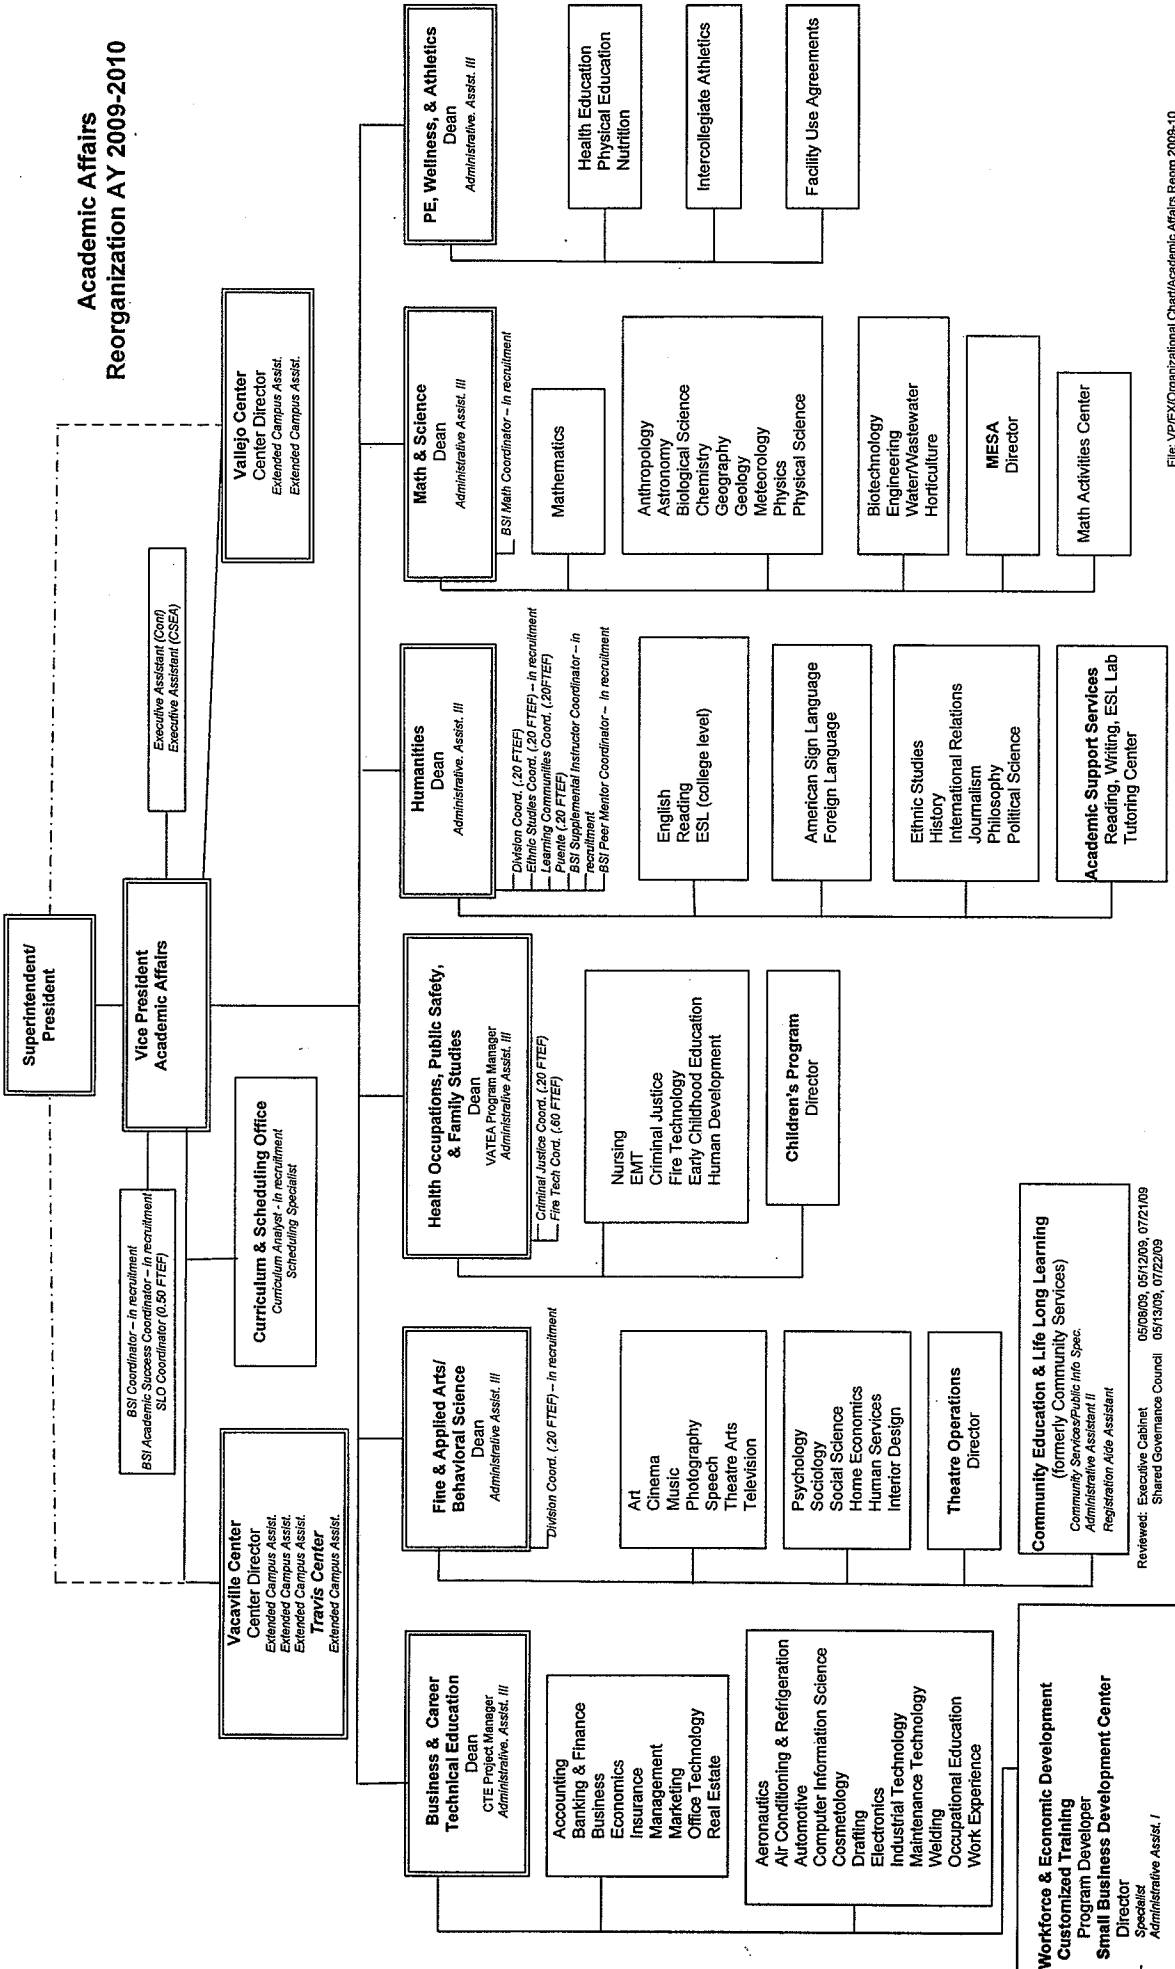 Academic Affairs
Reorganization AY 2009-2010
Superintendent/
President
Vice President
Academic Affairs
Executive Assistant (Conf)
Executive Assistant (CSEA)
BSI Coordinator – in recruitment
BSI Academic Success Coordinator – in recruitment
SLO Coordinator (0.50 FTEF)
Curriculum & Scheduling Office
Curriculum Analyst - in recruitment
Scheduling Specialist
Vacaville Center
Center Director
Extended Campus Assist.
Extended Campus Assist.
Extended Campus Assist.
Travis Center
Extended Campus Assist.
Vallejo Center
Center Director
Extended Campus Assist.
Extended Campus Assist.
Business & Career
Technical Education
Dean
CTE Project Manager
Administrative. Assist. III
Accounting
Banking & Finance
Business
Economics
Insurance
Management
Marketing
Office Technology
Real Estate
Aeronautics
Air Conditioning & Refrigeration
Automotive
Computer Information Science
Cosmetology
Drafting
Electronics
Industrial Technology
Maintenance Technology
Welding
Occupational Education
Work Experience
Workforce & Economic Development
Customized Training
Program Developer
Small Business Development Center
Director
Specialist
Administrative Assist. I
Fine & Applied Arts/
Behavioral Science
Dean
Administrative Assist. III
Division Coord. (.20 FTEF) – in recruitment
Art
Cinema
Music
Photography
Speech
Theatre Arts
Television
Psychology
Sociology
Social Science
Home Economics
Human Services
Interior Design
Theatre Operations
Director
Community Education & Life Long Learning
(formerly Community Services)
Community Services/Public Info Spec.
Administrative Assistant II
Registration Aide Assistant
Health Occupations, Public Safety,
& Family Studies
Dean
VATEA Program Manager
Administrative Assist. III
Criminal Justice Coord. (.20 FTEF)
Fire Tech Cord. (.60 FTEF)
Nursing
EMT
Criminal Justice
Fire Technology
Early Childhood Education
Human Development
Children's Program
Director
Humanities
Dean
Administrative. Assist. III
Division Coord. (.20 FTEF)
Ethnic Studies Coord. (.20 FTEF) – in recruitment
Learning Communities Coord. (.20FTEF)
Puente (.20 FTEF)
BSI Supplemental Instructor Coordinator – in
recruitment
BSI Peer Mentor Coordinator – in recruitment
English
Reading
ESL (college level)
American Sign Language
Foreign Language
Ethnic Studies
History
International Relations
Journalism
Philosophy
Political Science
Academic Support Services
Reading, Writing, ESL Lab
Tutoring Center
Math & Science
Dean
Administrative Assist. III
BSI Math Coordinator – in recruitment
Mathematics
Anthropology
Astronomy
Biological Science
Chemistry
Geography
Geology
Meteorology
Physics
Physical Science
Biotechnology
Engineering
Water/Wastewater
Horticulture
MESA
Director
Math Activities Center
PE, Wellness, & Athletics
Dean
Administrative. Assist. III
Health Education
Physical Education
Nutrition
Intercollegiate Athletics
Facility Use Agreements
Reviewed: Executive Cabinet 05/08/09, 05/12/09, 07/21/09
Shared Governance Council 05/13/09, 07/22/09
File: VP/EX/Organizational Chart/Academic Affairs Reorg 2009-10